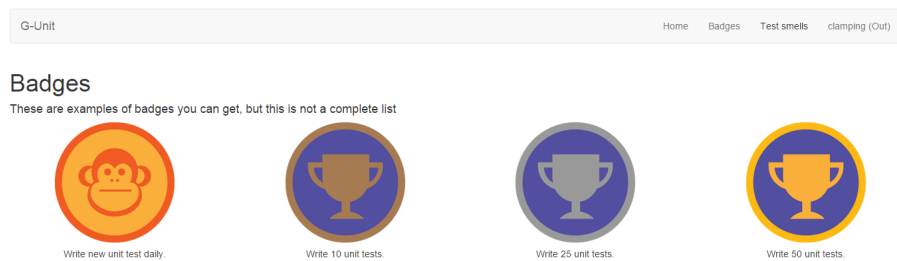 G-Unit Home Badges Test smells clamping (Out)
Badges
These are examples of badges you can get, but this is not a complete list
Write new unit test daily. Write 10 unit tests. Write 25 unit tests. Write 50 unit tests.